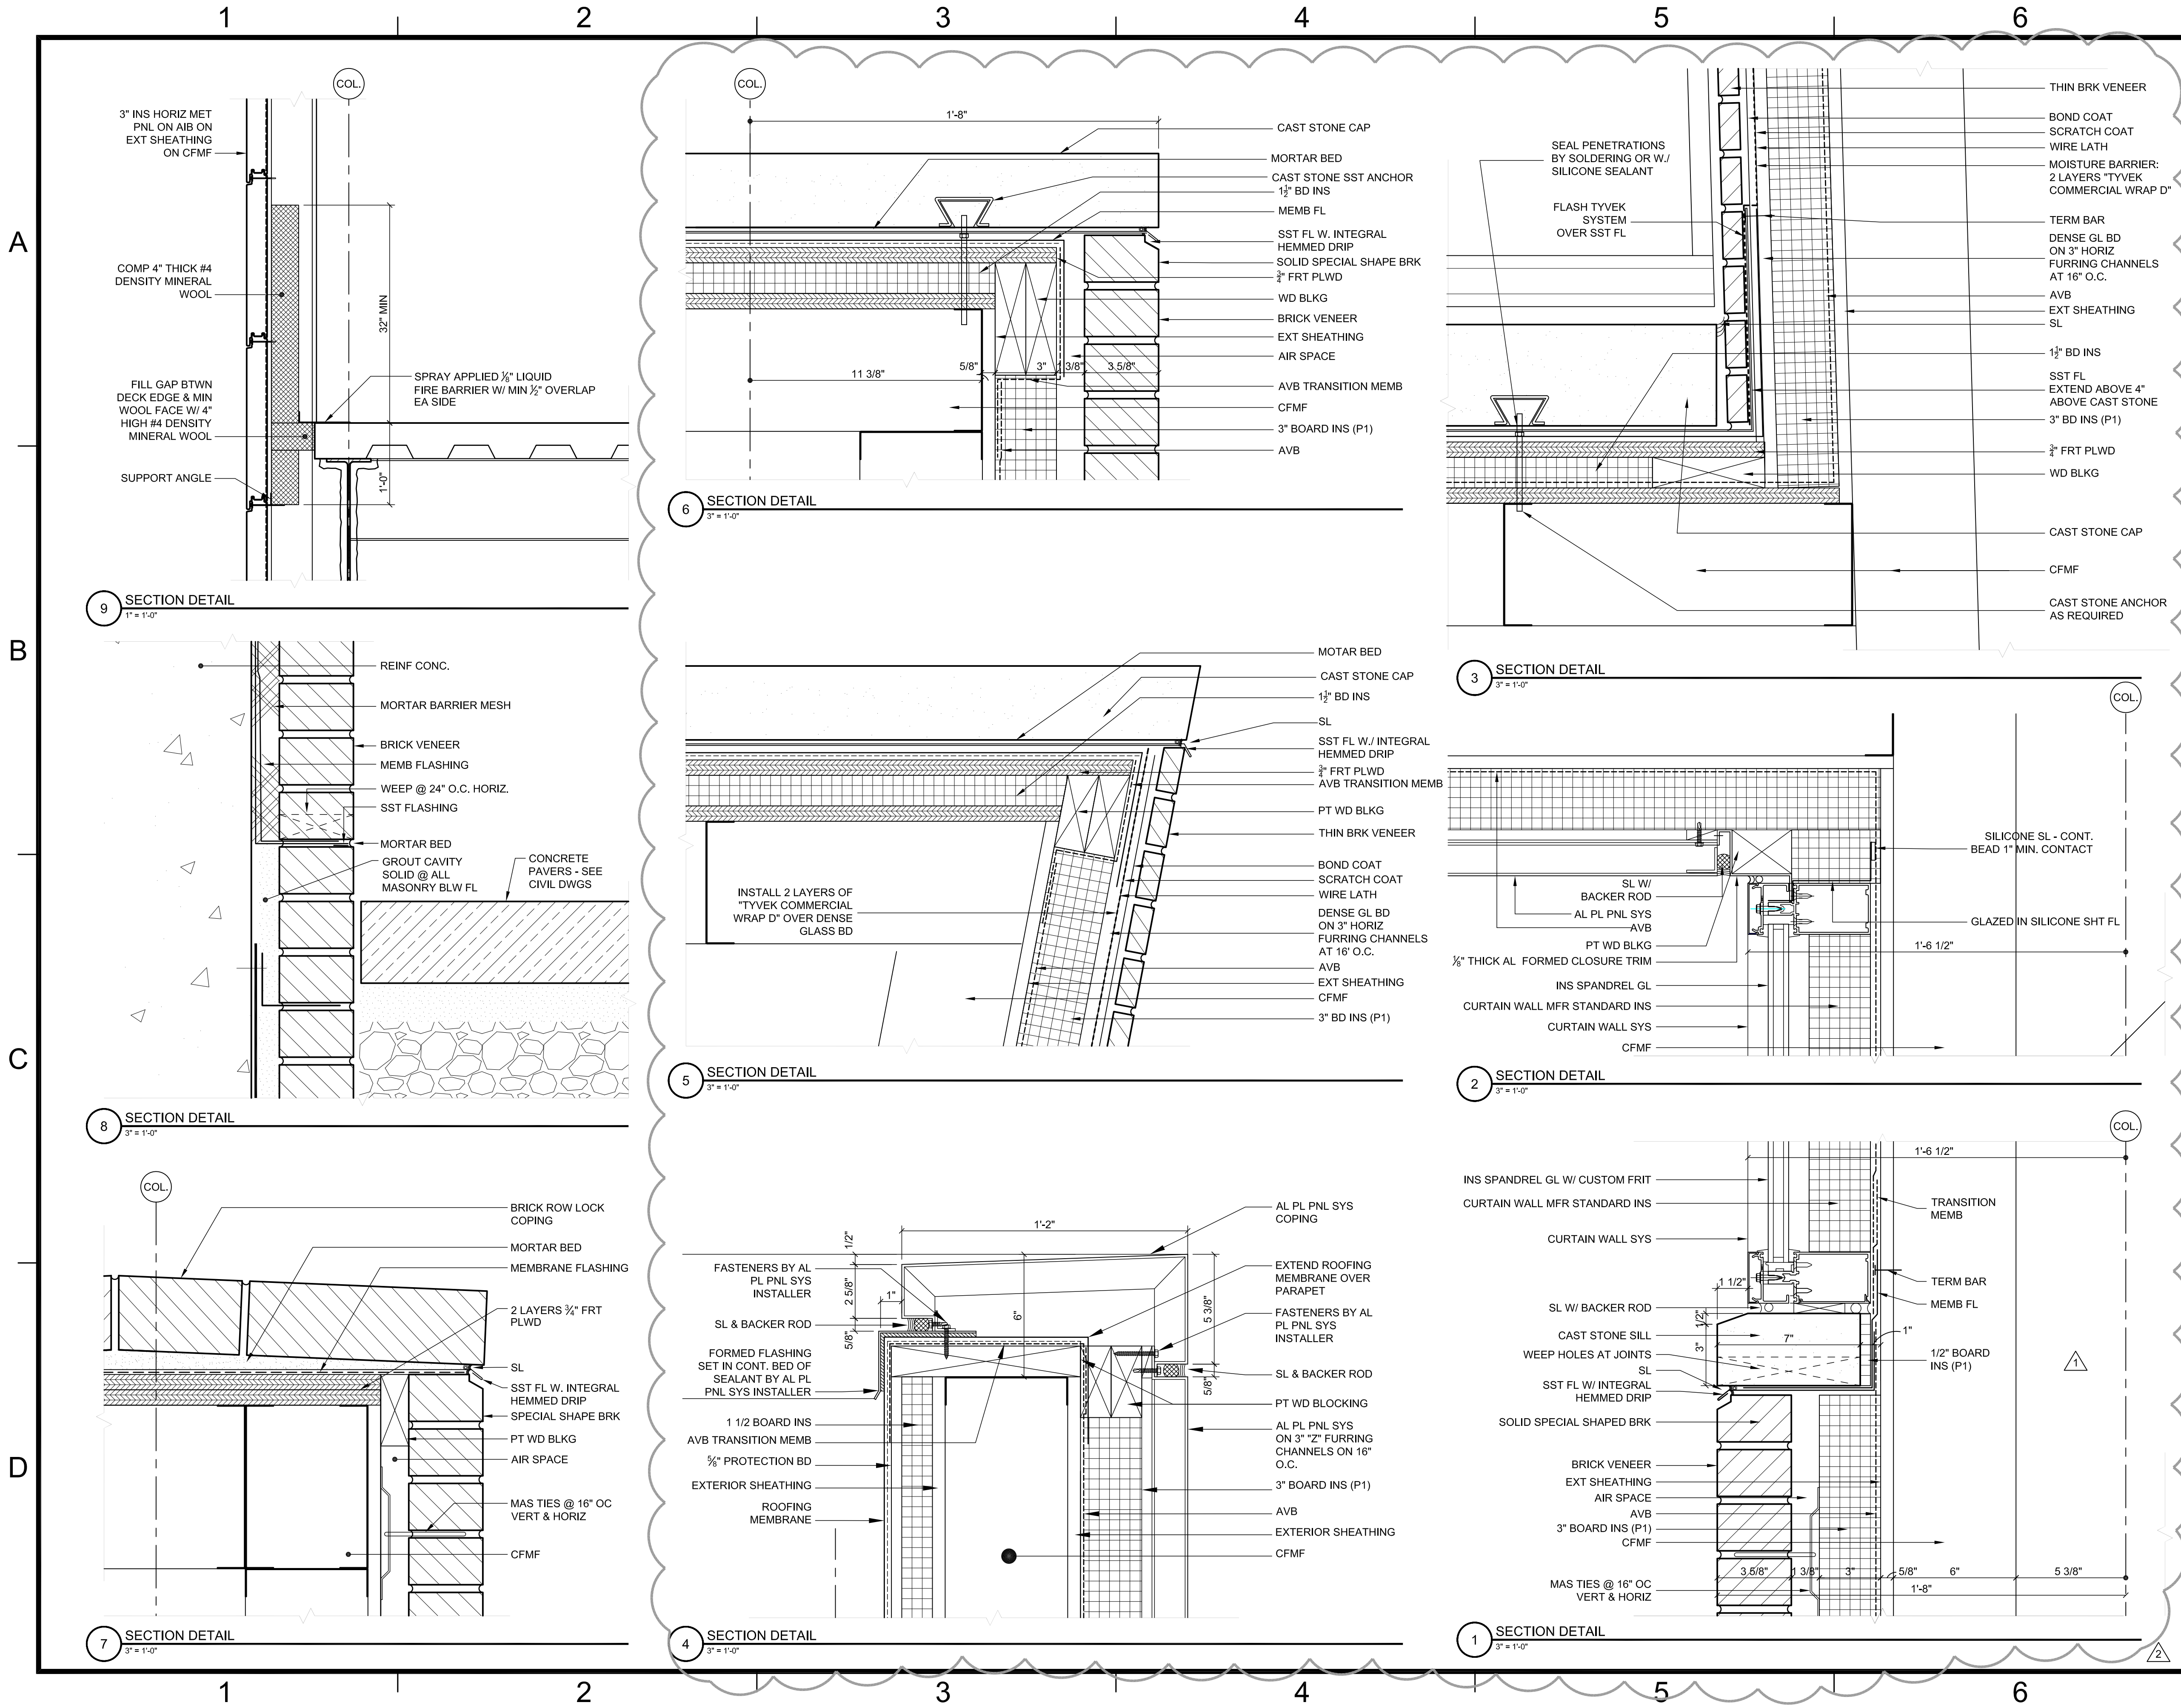 1 2 3 4 5 6
A
B
C
D
COL.
3" INS HORIZ MET
PNL ON AIB ON
EXT SHEATHING
ON CFMF
COMP 4" THICK #4
DENSITY MINERAL
WOOL
FILL GAP BTWN
DECK EDGE & MIN
WOOL FACE W/ 4"
HIGH #4 DENSITY
MINERAL WOOL
SUPPORT ANGLE
32" MIN
1'-0"
SPRAY APPLIED ⅛" LIQUID
FIRE BARRIER W/ MIN ½" OVERLAP
EA SIDE
9 SECTION DETAIL
1" = 1'-0"
REINF CONC.
MORTAR BARRIER MESH
BRICK VENEER
MEMB FLASHING
WEEP @ 24" O.C. HORIZ.
SST FLASHING
MORTAR BED
GROUT CAVITY
SOLID @ ALL
MASONRY BLW FL
CONCRETE
PAVERS - SEE
CIVIL DWGS
8 SECTION DETAIL
3" = 1'-0"
COL.
BRICK ROW LOCK
COPING
MORTAR BED
MEMBRANE FLASHING
2 LAYERS ¾" FRT
PLWD
SL
SST FL W. INTEGRAL
HEMMED DRIP
SPECIAL SHAPE BRK
PT WD BLKG
AIR SPACE
MAS TIES @ 16" OC
VERT & HORIZ
CFMF
7 SECTION DETAIL
3" = 1'-0"
COL.
1'-8"
CAST STONE CAP
MORTAR BED
CAST STONE SST ANCHOR
1½" BD INS
MEMB FL
SST FL W. INTEGRAL
HEMMED DRIP
SOLID SPECIAL SHAPE BRK
¾" FRT PLWD
WD BLKG
BRICK VENEER
EXT SHEATHING
AIR SPACE
11 3/8" 5/8" 3" 1 3/8" 3 5/8"
AVB TRANSITION MEMB
CFMF
3" BOARD INS (P1)
AVB
6 SECTION DETAIL
3" = 1'-0"
MOTAR BED
CAST STONE CAP
1½" BD INS
SL
SST FL W./ INTEGRAL
HEMMED DRIP
¾" FRT PLWD
AVB TRANSITION MEMB
PT WD BLKG
THIN BRK VENEER
BOND COAT
SCRATCH COAT
WIRE LATH
DENSE GL BD
ON 3" HORIZ
FURRING CHANNELS
AT 16' O.C.
AVB
EXT SHEATHING
CFMF
3" BD INS (P1)
INSTALL 2 LAYERS OF
"TYVEK COMMERCIAL
WRAP D" OVER DENSE
GLASS BD
5 SECTION DETAIL
3" = 1'-0"
1'-2"
1/2"
2 5/8"
5/8"
1"
6"
5 3/8"
5/8"
FASTENERS BY AL
PL PNL SYS
INSTALLER
SL & BACKER ROD
FORMED FLASHING
SET IN CONT. BED OF
SEALANT BY AL PL
PNL SYS INSTALLER
1 1/2 BOARD INS
AVB TRANSITION MEMB
⅝" PROTECTION BD
EXTERIOR SHEATHING
ROOFING
MEMBRANE
AL PL PNL SYS
COPING
EXTEND ROOFING
MEMBRANE OVER
PARAPET
FASTENERS BY AL
PL PNL SYS
INSTALLER
SL & BACKER ROD
PT WD BLOCKING
AL PL PNL SYS
ON 3" "Z" FURRING
CHANNELS ON 16"
O.C.
3" BOARD INS (P1)
AVB
EXTERIOR SHEATHING
CFMF
4 SECTION DETAIL
3" = 1'-0"
SEAL PENETRATIONS
BY SOLDERING OR W./
SILICONE SEALANT
FLASH TYVEK
SYSTEM
OVER SST FL
THIN BRK VENEER
BOND COAT
SCRATCH COAT
WIRE LATH
MOISTURE BARRIER:
2 LAYERS "TYVEK
COMMERCIAL WRAP D"
TERM BAR
DENSE GL BD
ON 3" HORIZ
FURRING CHANNELS
AT 16" O.C.
AVB
EXT SHEATHING
SL
1½" BD INS
SST FL
EXTEND ABOVE 4"
ABOVE CAST STONE
3" BD INS (P1)
¾" FRT PLWD
WD BLKG
CAST STONE CAP
CFMF
CAST STONE ANCHOR
AS REQUIRED
3 SECTION DETAIL
3" = 1'-0"
COL.
SILICONE SL - CONT.
BEAD 1" MIN. CONTACT
GLAZED IN SILICONE SHT FL
1'-6 1/2"
SL W/
BACKER ROD
AL PL PNL SYS
AVB
PT WD BLKG
⅛" THICK AL FORMED CLOSURE TRIM
INS SPANDREL GL
CURTAIN WALL MFR STANDARD INS
CURTAIN WALL SYS
CFMF
2 SECTION DETAIL
3" = 1'-0"
COL.
1'-6 1/2"
INS SPANDREL GL W/ CUSTOM FRIT
CURTAIN WALL MFR STANDARD INS
CURTAIN WALL SYS
1 1/2"
SL W/ BACKER ROD
1/2"
CAST STONE SILL
7"
3"
WEEP HOLES AT JOINTS
SL
SST FL W/ INTEGRAL
HEMMED DRIP
SOLID SPECIAL SHAPED BRK
BRICK VENEER
EXT SHEATHING
AIR SPACE
AVB
3" BOARD INS (P1)
CFMF
MAS TIES @ 16" OC
VERT & HORIZ
TRANSITION
MEMB
TERM BAR
MEMB FL
1"
1/2" BOARD
INS (P1)
1
3 5/8" 1 3/8" 3" 5/8" 6" 5 3/8"
1'-8"
1 SECTION DETAIL
3" = 1'-0"
2
1 2 3 4 5 6